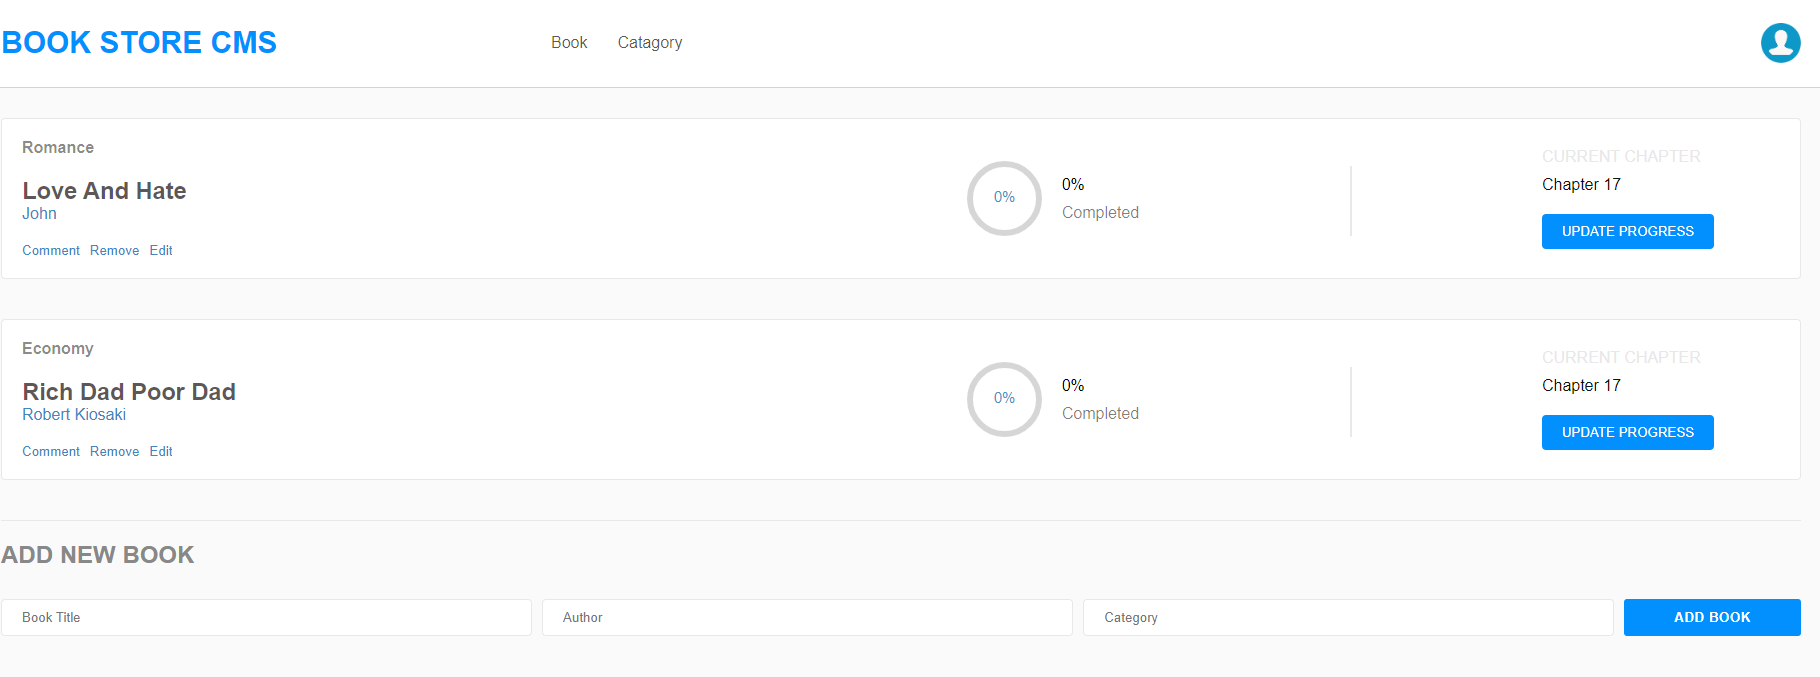 BOOK STORE CMS
Book
Catagory
Romance
Love And Hate
John
Comment Remove Edit
0%
0%
Completed
CURRENT CHAPTER
Chapter 17
UPDATE PROGRESS
Economy
Rich Dad Poor Dad
Robert Kiosaki
Comment Remove Edit
0%
0%
Completed
CURRENT CHAPTER
Chapter 17
UPDATE PROGRESS
ADD NEW BOOK
Book Title
Author
Category
ADD BOOK